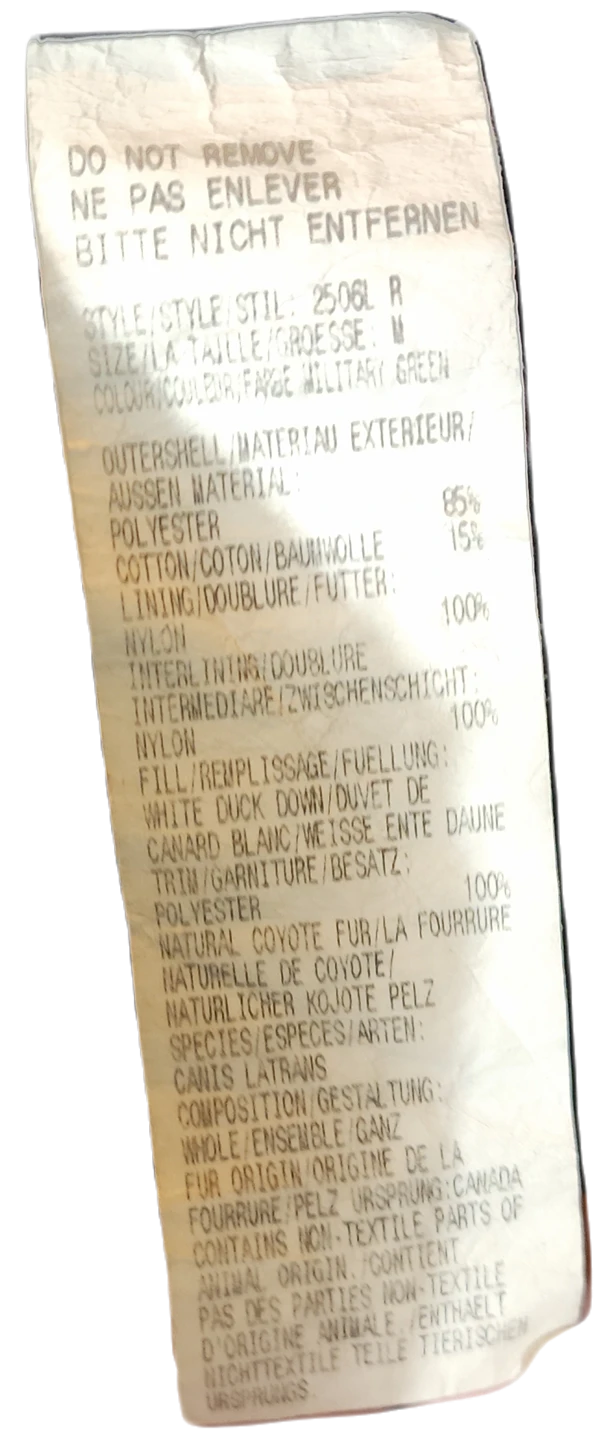 DO NOT REMOVE
NE PAS ENLEVER
BITTE NICHT ENTFERNEN
STYLE/STYLE/STIL: 2506L R
SIZE/LA TAILLE/GROESSE: M
COLOUR/COULEUR/FARBE MILITARY GREEN
OUTERSHELL/MATERIAU EXTERIEUR/
AUSSEN MATERIAL:
POLYESTER 85%
COTTON/COTON/BAUMWOLLE 15%
LINING/DOUBLURE/FUTTER:
NYLON 100%
INTERLINING/DOUBLURE
INTERMEDIARE/ZWISCHENSCHICHT:
NYLON 100%
FILL/REMPLISSAGE/FUELLUNG:
WHITE DUCK DOWN/DUVET DE
CANARD BLANC/WEISSE ENTE DAUNE
TRIM/GARNITURE/BESATZ:
POLYESTER 100%
NATURAL COYOTE FUR/LA FOURRURE
NATURELLE DE COYOTE/
NATURLICHER KOJOTE PELZ
SPECIES/ESPECES/ARTEN:
CANIS LATRANS
COMPOSITION/GESTALTUNG:
WHOLE/ENSEMBLE/GANZ
FUR ORIGIN/ORIGINE DE LA
FOURRURE/PELZ URSPRUNG:CANADA
CONTAINS NON-TEXTILE PARTS OF
ANIMAL ORIGIN./CONTIENT
PAS DES PARTIES NON-TEXTILE
D'ORIGINE ANIMALE./ENTHAELT
NICHTTEXTILE TEILE TIERISCHEN
URSPRUNGS.